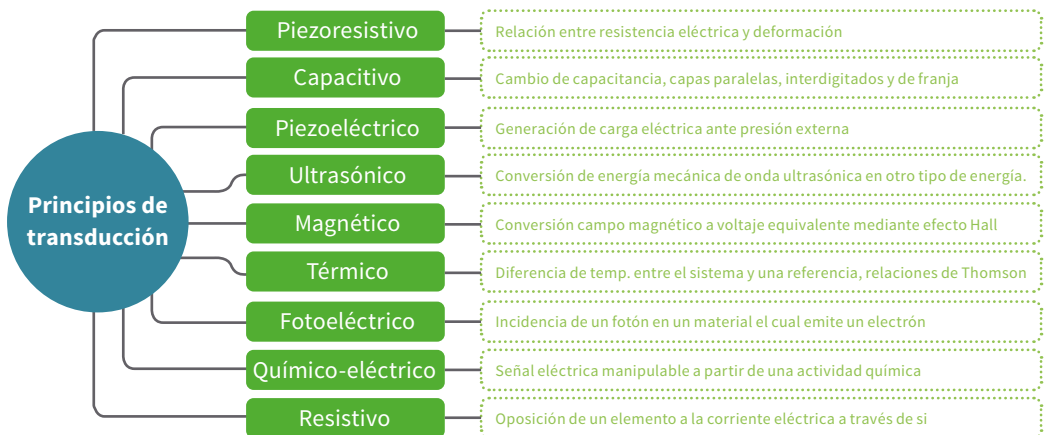 Principios de
transducción
Piezoresistivo
Relación entre resistencia eléctrica y deformación
Capacitivo
Cambio de capacitancia, capas paralelas, interdigitados y de franja
Piezoeléctrico
Generación de carga eléctrica ante presión externa
Ultrasónico
Conversión de energía mecánica de onda ultrasónica en otro tipo de energía.
Magnético
Conversión campo magnético a voltaje equivalente mediante efecto Hall
Térmico
Diferencia de temp. entre el sistema y una referencia, relaciones de Thomson
Fotoeléctrico
Incidencia de un fotón en un material el cual emite un electrón
Químico-eléctrico
Señal eléctrica manipulable a partir de una actividad química
Resistivo
Oposición de un elemento a la corriente eléctrica a través de si